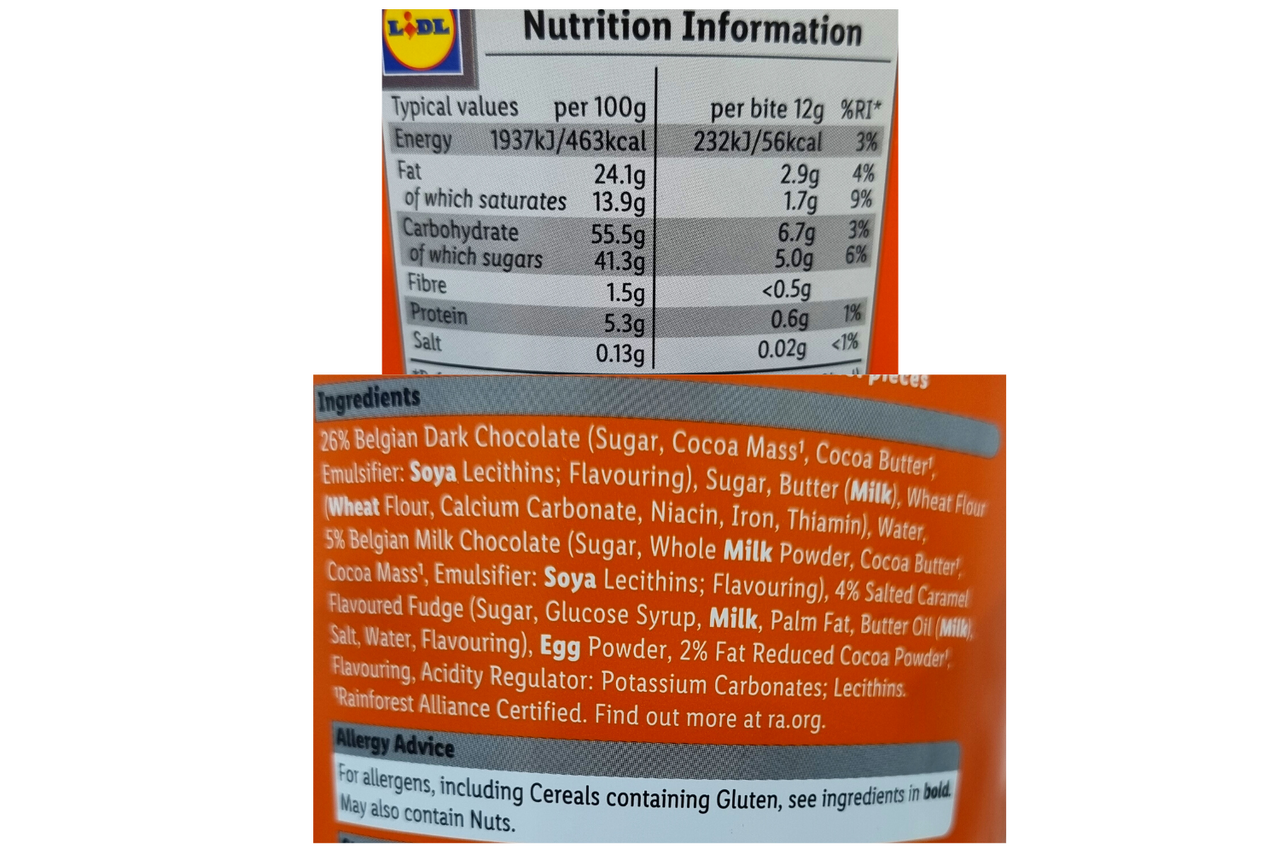 LIDL
Nutrition Information
Typical values per 100g per bite 12g %RI*
Energy 1937kJ/463kcal 232kJ/56kcal 3%
Fat 24.1g 2.9g 4%
of which saturates 13.9g 1.7g 9%
Carbohydrate 55.5g 6.7g 3%
of which sugars 41.3g 5.0g 6%
Fibre 1.5g <0.5g
Protein 5.3g 0.6g 1%
Salt 0.13g 0.02g <1%
pieces
Ingredients
26% Belgian Dark Chocolate (Sugar, Cocoa Mass¹, Cocoa Butter¹,
Emulsifier: Soya Lecithins; Flavouring), Sugar, Butter (Milk), Wheat Flour
(Wheat Flour, Calcium Carbonate, Niacin, Iron, Thiamin), Water,
5% Belgian Milk Chocolate (Sugar, Whole Milk Powder, Cocoa Butter¹,
Cocoa Mass¹, Emulsifier: Soya Lecithins; Flavouring), 4% Salted Caramel
Flavoured Fudge (Sugar, Glucose Syrup, Milk, Palm Fat, Butter Oil (Milk),
Salt, Water, Flavouring), Egg Powder, 2% Fat Reduced Cocoa Powder¹,
Flavouring, Acidity Regulator: Potassium Carbonates; Lecithins.
¹Rainforest Alliance Certified. Find out more at ra.org.
Allergy Advice
For allergens, including Cereals containing Gluten, see ingredients in bold.
May also contain Nuts.